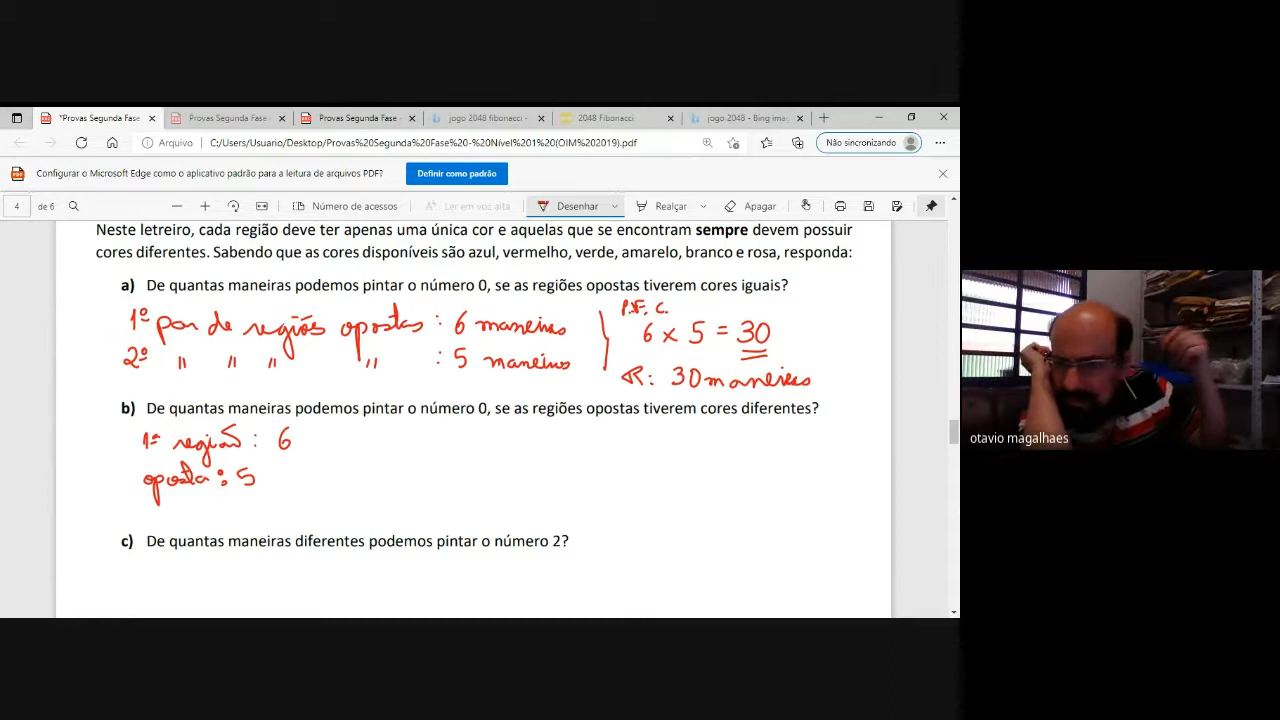 *Provas Segunda Fase
Provas Segunda Fase
Provas Segunda Fase -
jogo 2048 fibonacci -
2048 Fibonacci
jogo 2048 - Bing ima
Arquivo
C:/Users/Usuario/Desktop/Provas%20Segunda%20Fase%20-%20Nível%201%20(OIM%202019).pdf
Não sincronizando
Configurar o Microsoft Edge como o aplicativo padrão para a leitura de arquivos PDF?
Definir como padrão
4 de 6
Número de acessos
Ler em voz alta
Desenhar
Realçar
Apagar
Neste letreiro, cada região deve ter apenas uma única cor e aquelas que se encontram sempre devem possuir
cores diferentes. Sabendo que as cores disponíveis são azul, vermelho, verde, amarelo, branco e rosa, responda:
a) De quantas maneiras podemos pintar o número 0, se as regiões opostas tiverem cores iguais?
1º par de regiões opostas : 6 maneiras
2º " " " " : 5 maneiras
P.F.C.
6 x 5 = 30
R: 30 maneiras
b) De quantas maneiras podemos pintar o número 0, se as regiões opostas tiverem cores diferentes?
1ª região : 6
oposta : 5
c) De quantas maneiras diferentes podemos pintar o número 2?
otavio magalhaes